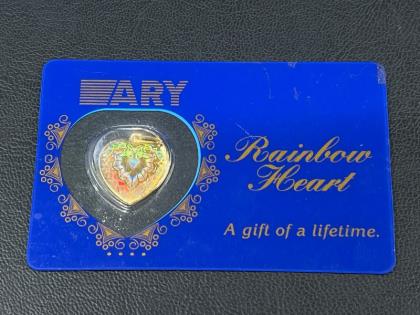 ARY
Rainbow
Heart
A gift of a lifetime.